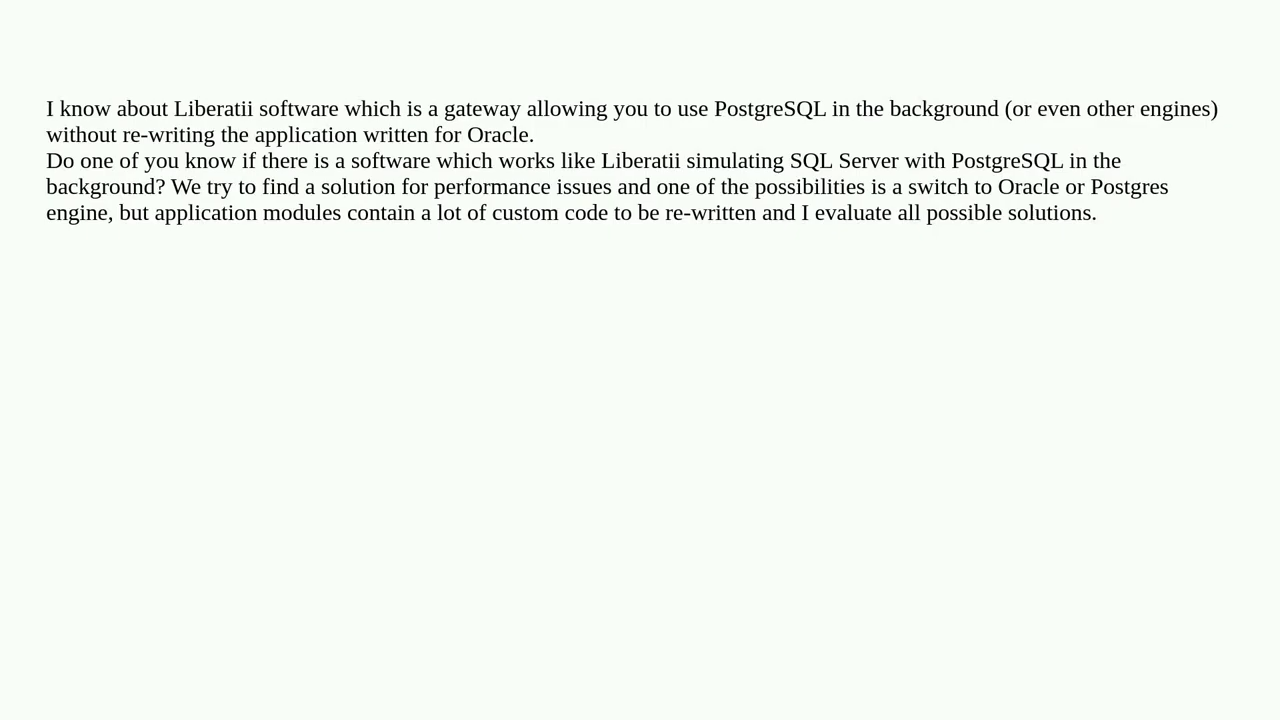 I know about Liberatii software which is a gateway allowing you to use PostgreSQL in the background (or even other engines)
without re-writing the application written for Oracle.
Do one of you know if there is a software which works like Liberatii simulating SQL Server with PostgreSQL in the
background? We try to find a solution for performance issues and one of the possibilities is a switch to Oracle or Postgres
engine, but application modules contain a lot of custom code to be re-written and I evaluate all possible solutions.